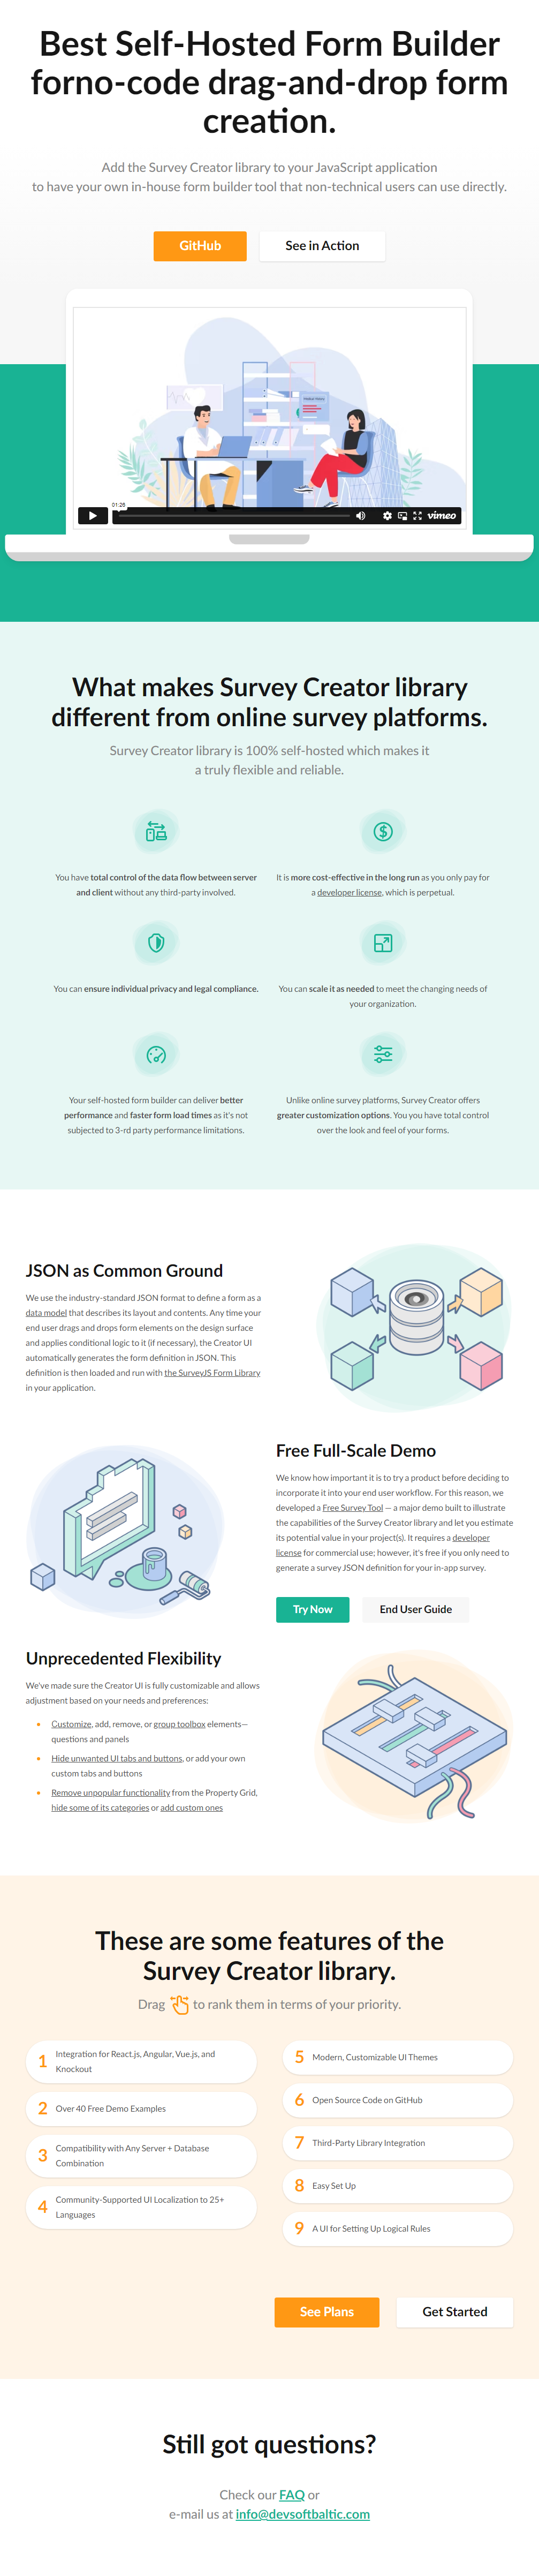 Best Self-Hosted Form Builder
forno-code drag-and-drop form
creation.
Add the Survey Creator library to your JavaScript application
to have your own in-house form builder tool that non-technical users can use directly.
GitHub
See in Action
01:26
vimeo
What makes Survey Creator library
different from online survey platforms.
Survey Creator library is 100% self-hosted which makes it
a truly flexible and reliable.
You have total control of the data flow between server
and client without any third-party involved.
It is more cost-effective in the long run as you only pay for
a developer license, which is perpetual.
You can ensure individual privacy and legal compliance.
You can scale it as needed to meet the changing needs of
your organization.
Your self-hosted form builder can deliver better
performance and faster form load times as it's not
subjected to 3-rd party performance limitations.
Unlike online survey platforms, Survey Creator offers
greater customization options. You you have total control
over the look and feel of your forms.
JSON as Common Ground
We use the industry-standard JSON format to define a form as a
data model that describes its layout and contents. Any time your
end user drags and drops form elements on the design surface
and applies conditional logic to it (if necessary), the Creator UI
automatically generates the form definition in JSON. This
definition is then loaded and run with the SurveyJS Form Library
in your application.
Free Full-Scale Demo
We know how important it is to try a product before deciding to
incorporate it into your end user workflow. For this reason, we
developed a Free Survey Tool — a major demo built to illustrate
the capabilities of the Survey Creator library and let you estimate
its potential value in your project(s). It requires a developer
license for commercial use; however, it's free if you only need to
generate a survey JSON definition for your in-app survey.
Try Now
End User Guide
Unprecedented Flexibility
We've made sure the Creator UI is fully customizable and allows
adjustment based on your needs and preferences:
• Customize, add, remove, or group toolbox elements—
questions and panels
• Hide unwanted UI tabs and buttons, or add your own
custom tabs and buttons
• Remove unpopular functionality from the Property Grid,
hide some of its categories or add custom ones
These are some features of the
Survey Creator library.
Drag to rank them in terms of your priority.
1 Integration for React.js, Angular, Vue.js, and
Knockout
2 Over 40 Free Demo Examples
3 Compatibility with Any Server + Database
Combination
4 Community-Supported UI Localization to 25+
Languages
5 Modern, Customizable UI Themes
6 Open Source Code on GitHub
7 Third-Party Library Integration
8 Easy Set Up
9 A UI for Setting Up Logical Rules
See Plans
Get Started
Still got questions?
Check our FAQ or
e-mail us at info@devsoftbaltic.com